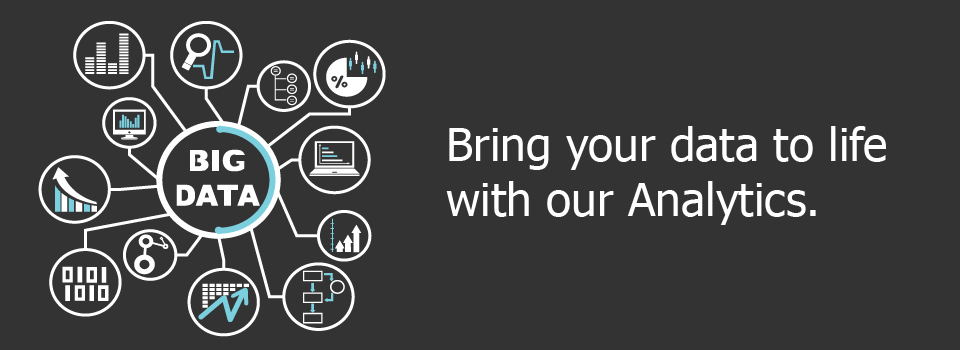 BIG
DATA
%
0101
1010
Bring your data to life
with our Analytics.